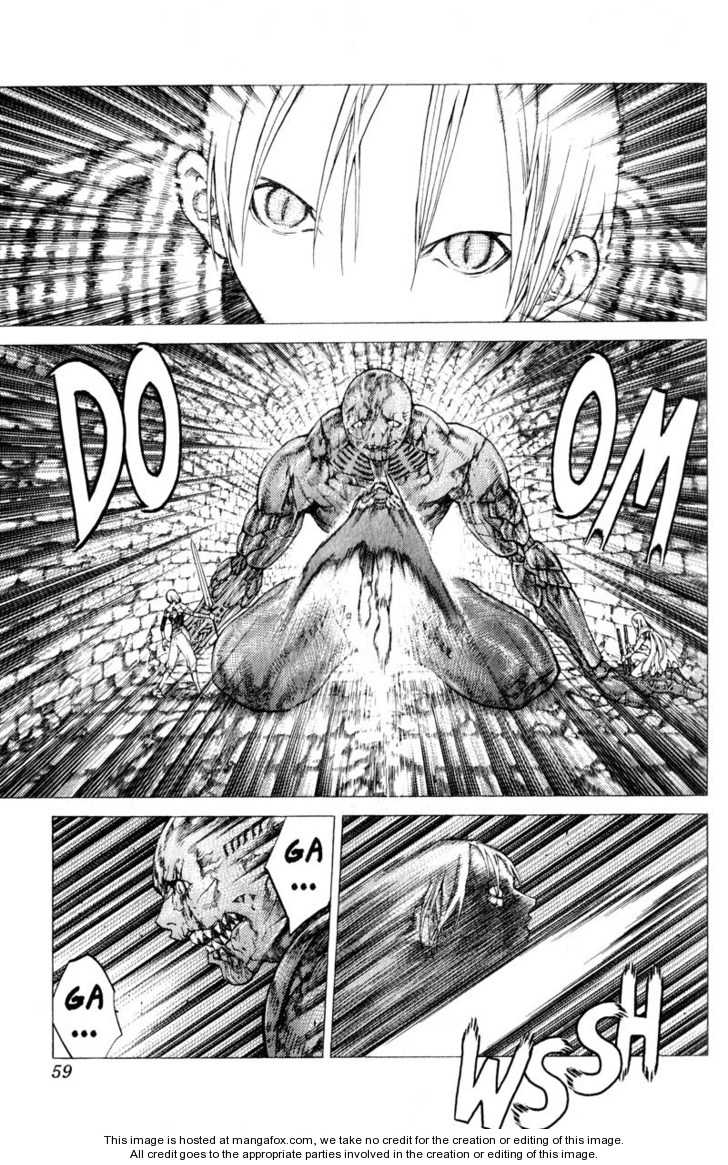 DO
OM
GA
...
GA
...
WSSH
59
This image is hosted at mangafox.com, we take no credit for the creation or editing of this image.
All credit goes to the appropriate parties involved in the creation or editing of this image.